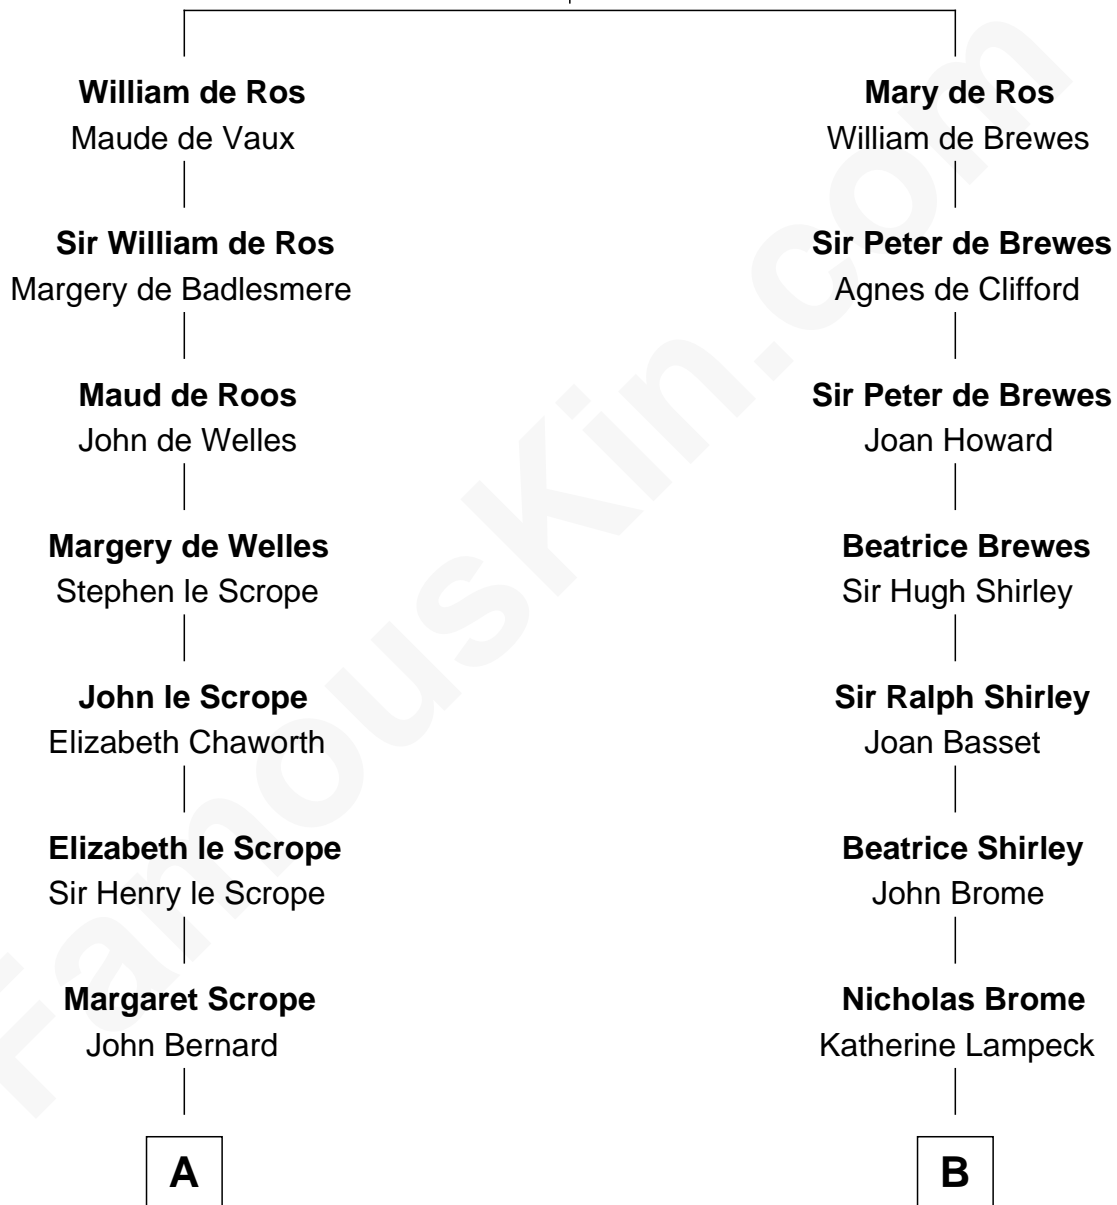 William de Ros
Maude de Vaux
Sir William de Ros
Margery de Badlesmere
Maud de Roos
John de Welles
Margery de Welles
Stephen le Scrope
John le Scrope
Elizabeth Chaworth
Elizabeth le Scrope
Sir Henry le Scrope
Margaret Scrope
John Bernard
A
Mary de Ros
William de Brewes
Sir Peter de Brewes
Agnes de Clifford
Sir Peter de Brewes
Joan Howard
Beatrice Brewes
Sir Hugh Shirley
Sir Ralph Shirley
Joan Basset
Beatrice Shirley
John Brome
Nicholas Brome
Katherine Lampeck
B
FamousKin.com